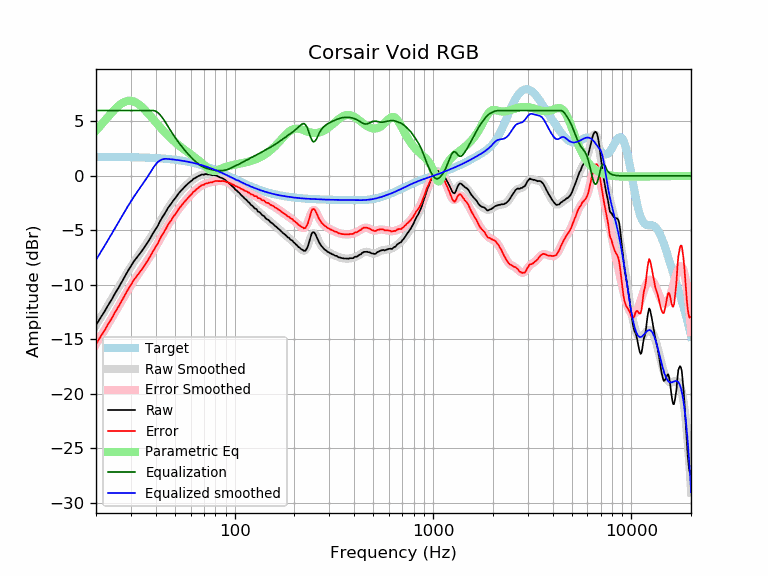 Corsair Void RGB
Amplitude (dBr)
5
0
−5
−10
−15
−20
−25
−30
Target
Raw Smoothed
Error Smoothed
Raw
Error
Parametric Eq
Equalization
Equalized smoothed
100
1000
10000
Frequency (Hz)